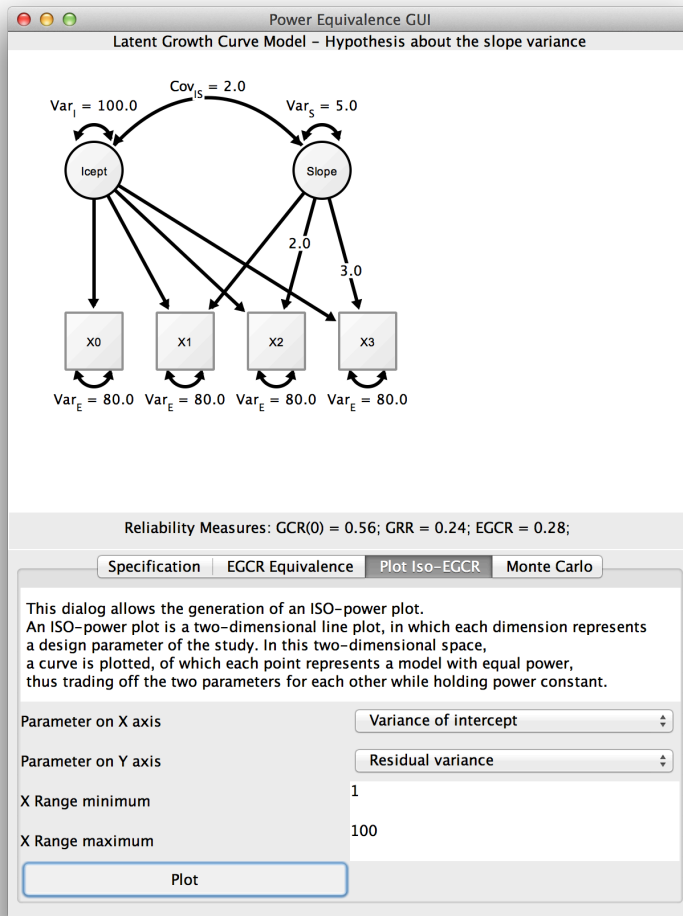 Power Equivalence GUI
Latent Growth Curve Model – Hypothesis about the slope variance
Cov_IS = 2.0
Var_I = 100.0
Var_S = 5.0
Icept
Slope
2.0
3.0
X0
X1
X2
X3
Var_E = 80.0 Var_E = 80.0 Var_E = 80.0 Var_E = 80.0
Reliability Measures: GCR(0) = 0.56; GRR = 0.24; EGCR = 0.28;
Specification
EGCR Equivalence
Plot Iso-EGCR
Monte Carlo
This dialog allows the generation of an ISO-power plot.
An ISO-power plot is a two-dimensional line plot, in which each dimension represents
a design parameter of the study. In this two-dimensional space,
a curve is plotted, of which each point represents a model with equal power,
thus trading off the two parameters for each other while holding power constant.
Parameter on X axis
Variance of intercept
Parameter on Y axis
Residual variance
X Range minimum
1
X Range maximum
100
Plot